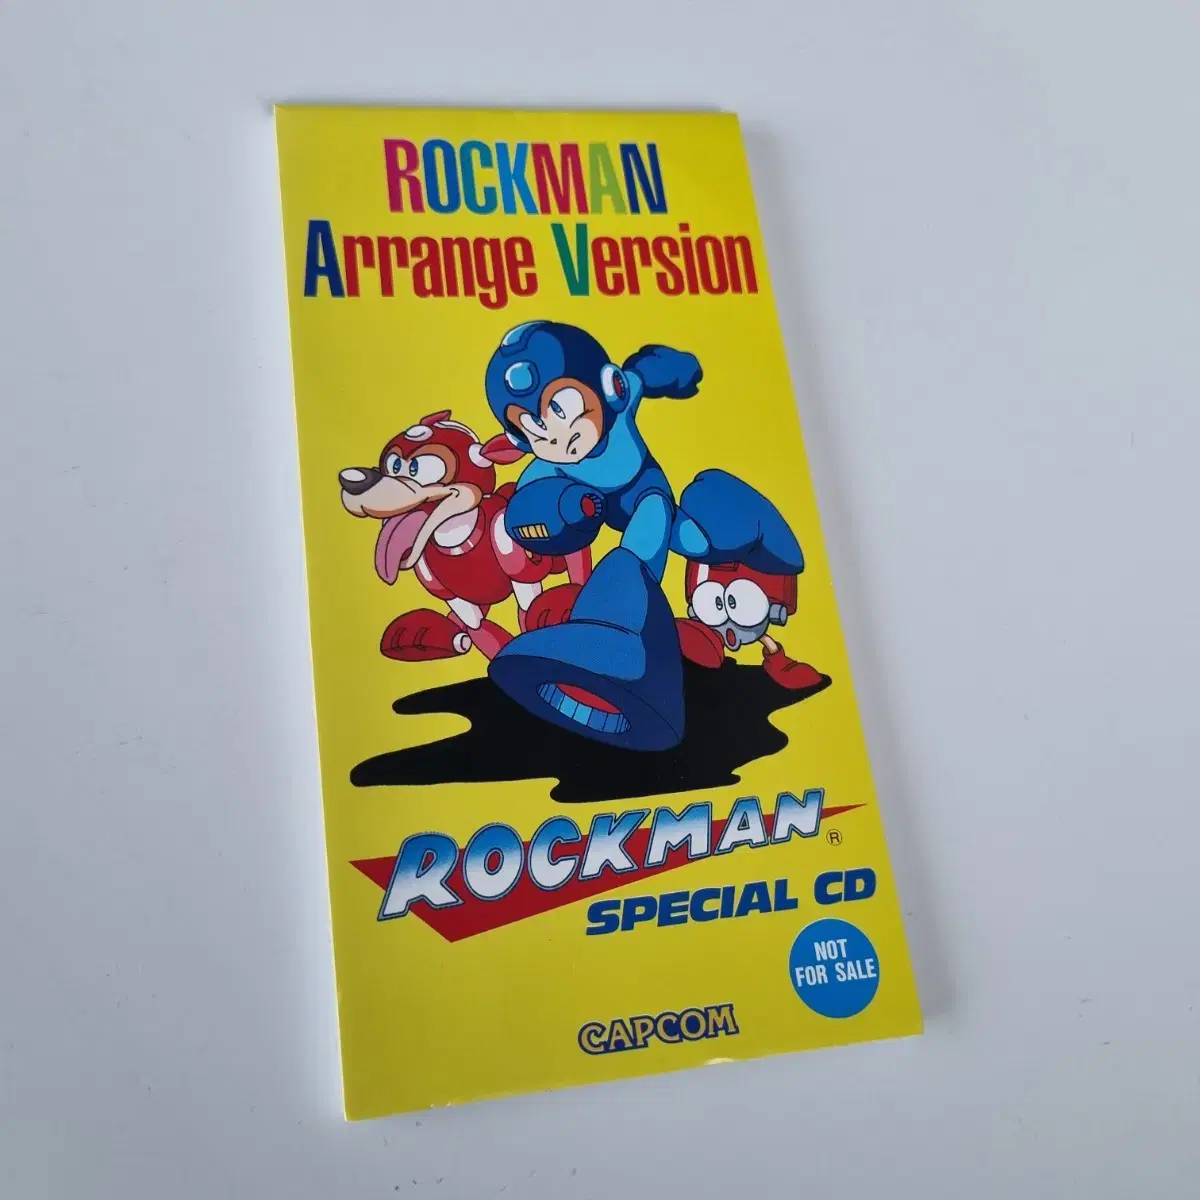 ROCKMAN
Arrange Version
ROCKMAN®
SPECIAL CD
NOT
FOR SALE
CAPCOM